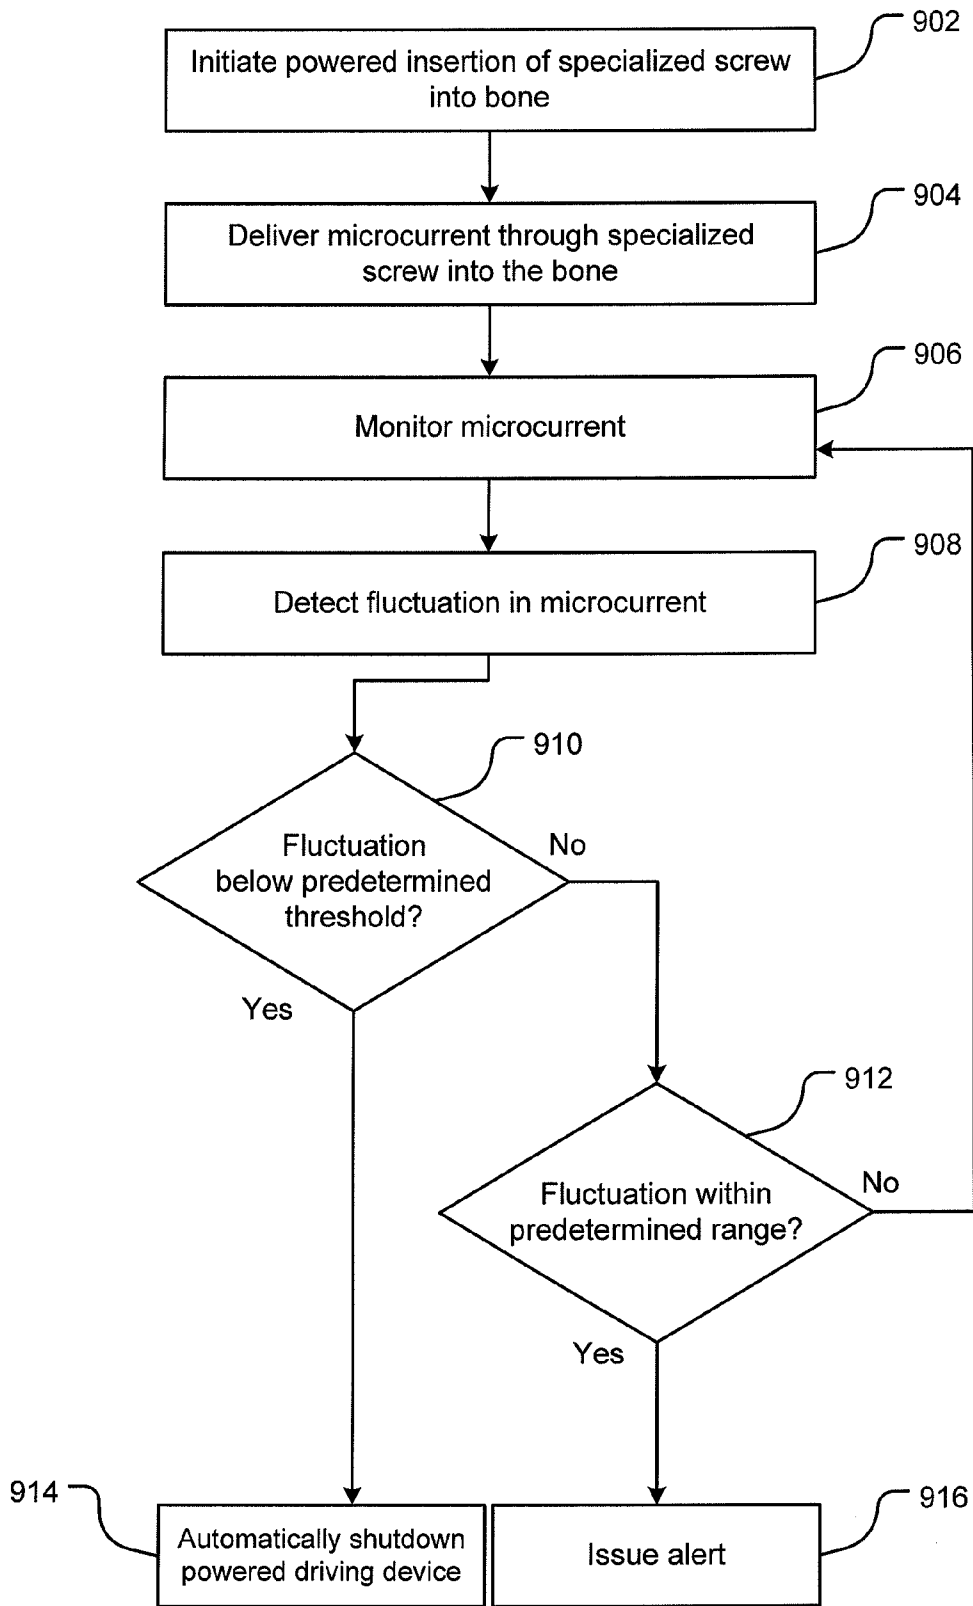 902
Initiate powered insertion of specialized screw
into bone
904
Deliver microcurrent through specialized
screw into the bone
906
Monitor microcurrent
908
Detect fluctuation in microcurrent
910
Fluctuation
below predetermined
threshold?
No
Yes
912
Fluctuation within
predetermined range?
No
Yes
914
Automatically shutdown
powered driving device
916
Issue alert